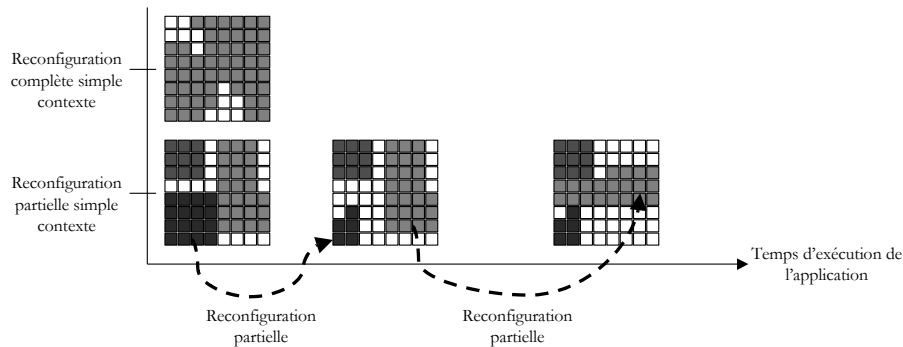 Reconfiguration
complète simple
contexte
Reconfiguration
partielle simple
contexte
Temps d'exécution de
l'application
Reconfiguration
partielle
Reconfiguration
partielle